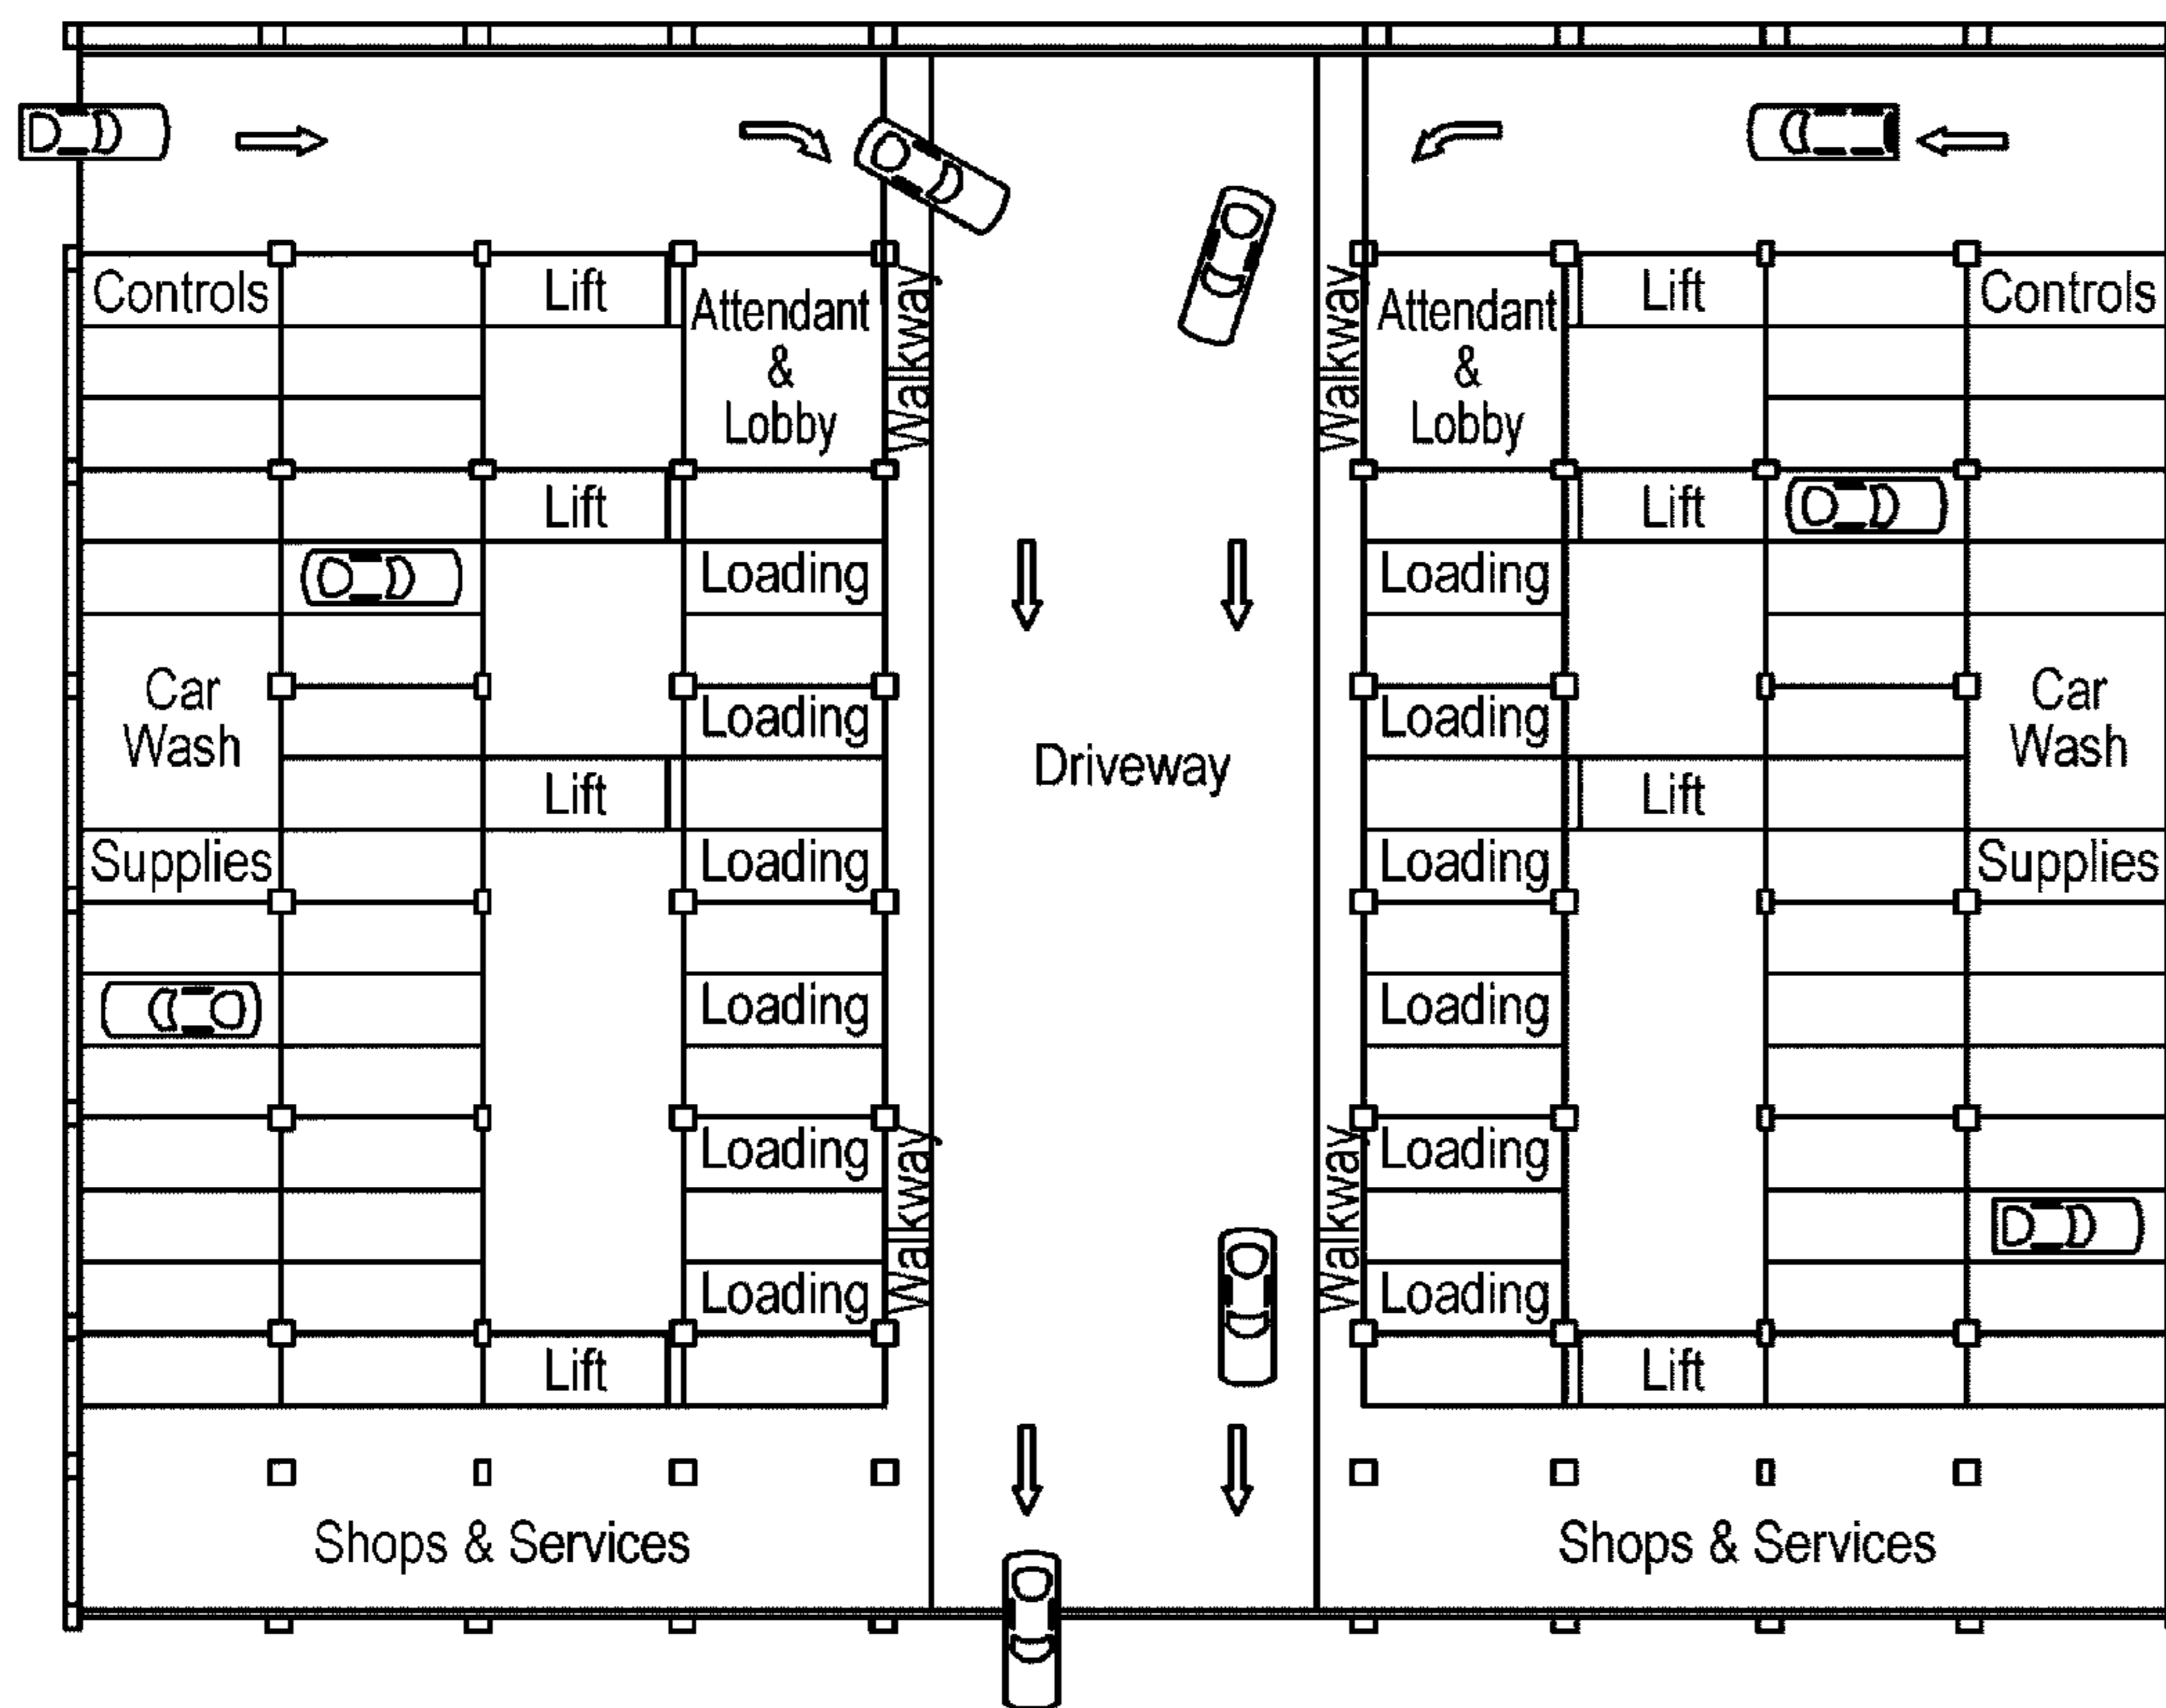 Controls
Lift
Attendant
&
Lobby
Walkway
Walkway
Attendant
&
Lobby
Lift
Controls
Lift
Lift
Loading
Loading
Car
Wash
Loading
Driveway
Loading
Car
Wash
Lift
Lift
Supplies
Loading
Loading
Supplies
Loading
Loading
Loading
Walkway
Walkway
Loading
Loading
Loading
Lift
Lift
Shops & Services
Shops & Services